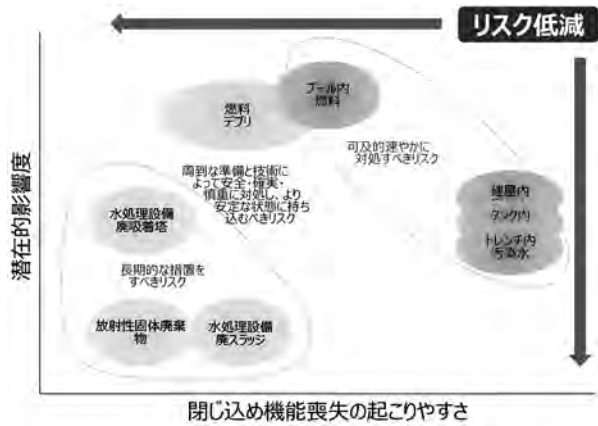 リスク低減
潜在的影響度
プール内
燃料
燃料
デブリ
可及的速やかに
対処すべきリスク
周到な準備と技術に
よって安全・確実・
慎重に対処し、より
安定な状態に持ち
込むべきリスク
建屋内
タンク内
トレンチ内
汚染水
水処理設備
廃吸着塔
長期的な措置を
すべきリスク
放射性固体廃棄
物
水処理設備
廃スラッジ
閉じ込め機能喪失の起こりやすさ